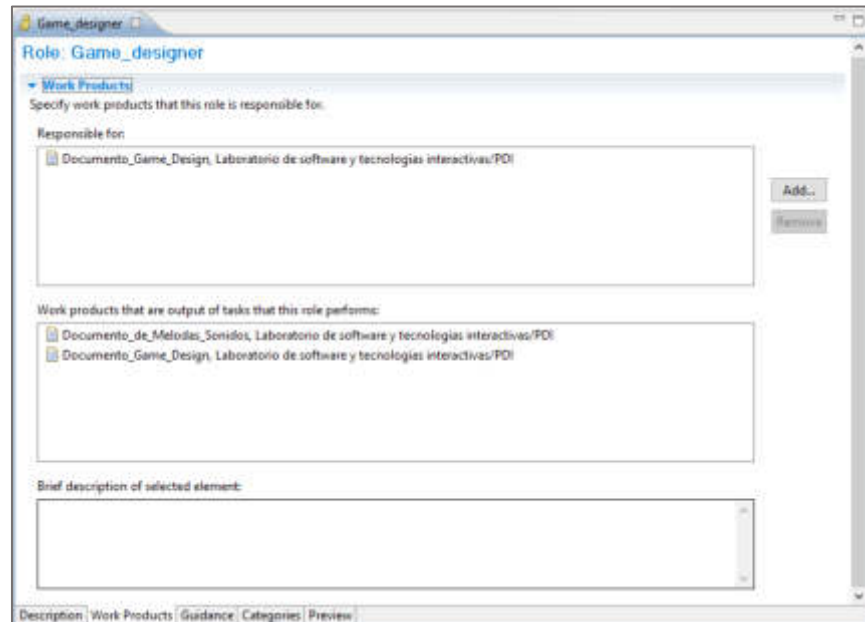 Game_designer
Role: Game_designer
Work Products
Specify work products that this role is responsible for.
Responsible for:
Documento_Game_Design, Laboratorio de software y tecnologias interactivas/PDI
Add...
Remove
Work products that are output of tasks that this role performs:
Documento_de_Melodas_Sonidos, Laboratorio de software y tecnologias interactivas/PDI
Documento_Game_Design, Laboratorio de software y tecnologias interactivas/PDI
Brief description of selected element:
Description Work Products Guidance Categories Preview